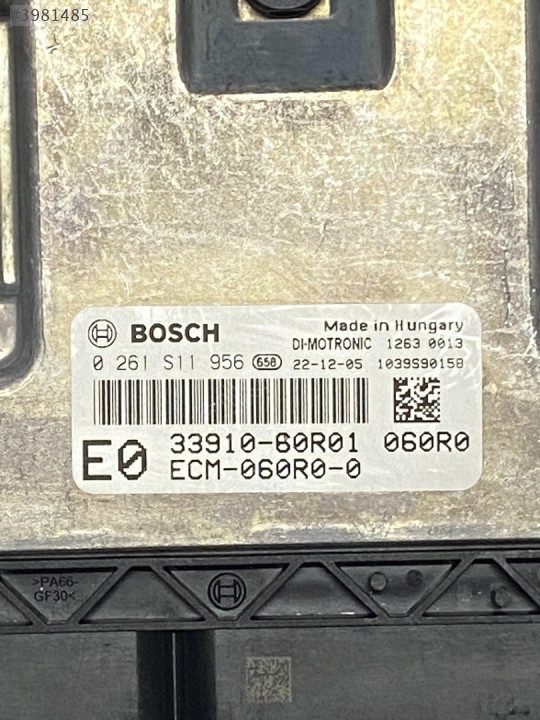 #3981485
BOSCH Made in Hungary
DI-MOTRONIC 1263 0013
0 261 S11 956 658 22-12-05 1039S90158
E0 33910-60R01 060R0
ECM-060R0-0
>PA66-
GF30<